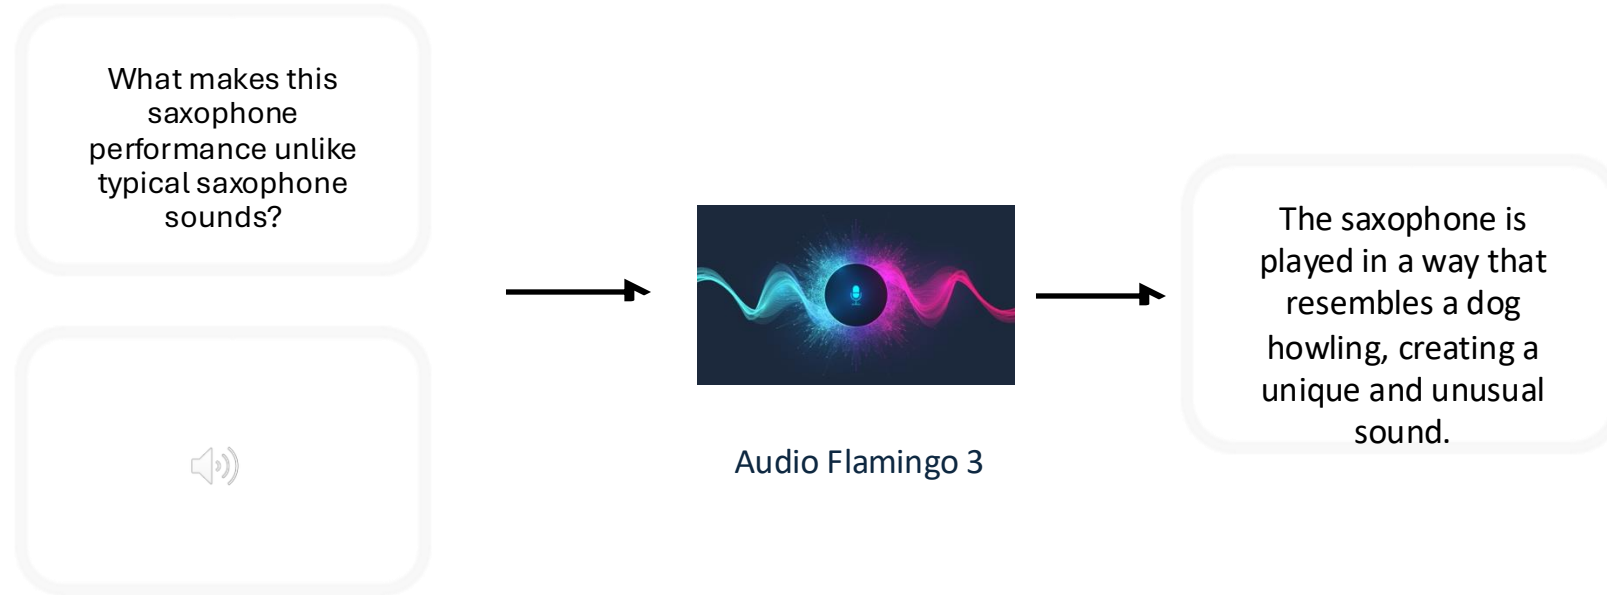 What makes this
saxophone
performance unlike
typical saxophone
sounds?
Audio Flamingo 3
The saxophone is
played in a way that
resembles a dog
howling, creating a
unique and unusual
sound.